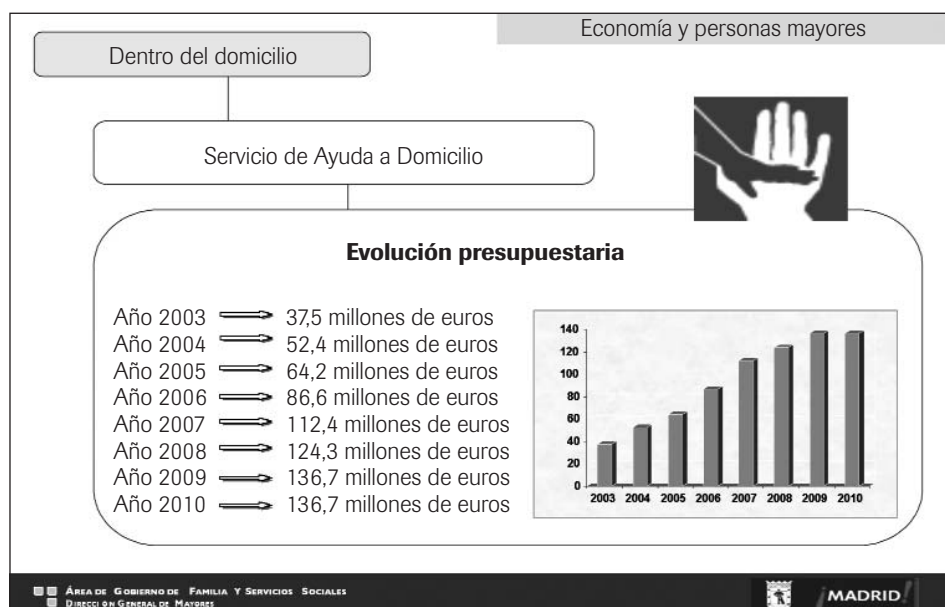 Economía y personas mayores
Dentro del domicilio
Servicio de Ayuda a Domicilio
Evolución presupuestaria
Año 2003 37,5 millones de euros
Año 2004 52,4 millones de euros
Año 2005 64,2 millones de euros
Año 2006 86,6 millones de euros
Año 2007 112,4 millones de euros
Año 2008 124,3 millones de euros
Año 2009 136,7 millones de euros
Año 2010 136,7 millones de euros
140
120
100
80
60
40
20
0
2003 2004 2005 2006 2007 2008 2009 2010
ÁREA DE GOBIERNO DE FAMILIA Y SERVICIOS SOCIALES
DIRECCIÓN GENERAL DE MAYORES
¡MADRID!